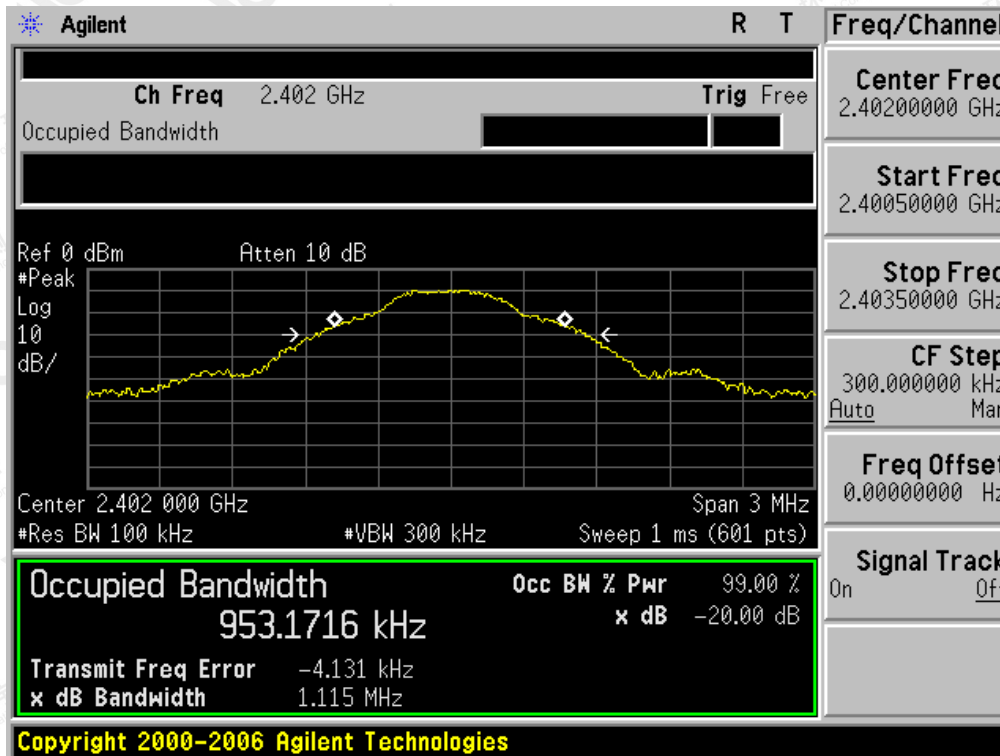 Agilent
R T
Ch Freq 2.402 GHz
Trig Free
Occupied Bandwidth
Ref 0 dBm
Atten 10 dB
#Peak
Log
10
dB/
Center 2.402 000 GHz
Span 3 MHz
#Res BW 100 kHz
#VBW 300 kHz
Sweep 1 ms (601 pts)
Occupied Bandwidth
953.1716 kHz
Occ BW % Pwr 99.00 %
x dB -20.00 dB
Transmit Freq Error -4.131 kHz
x dB Bandwidth 1.115 MHz
Copyright 2000-2006 Agilent Technologies
Freq/Channel
Center Freq
2.40200000 GHz
Start Freq
2.40050000 GHz
Stop Freq
2.40350000 GHz
CF Step
300.000000 kHz
Auto Man
Freq Offset
0.00000000 Hz
Signal Track
On Off